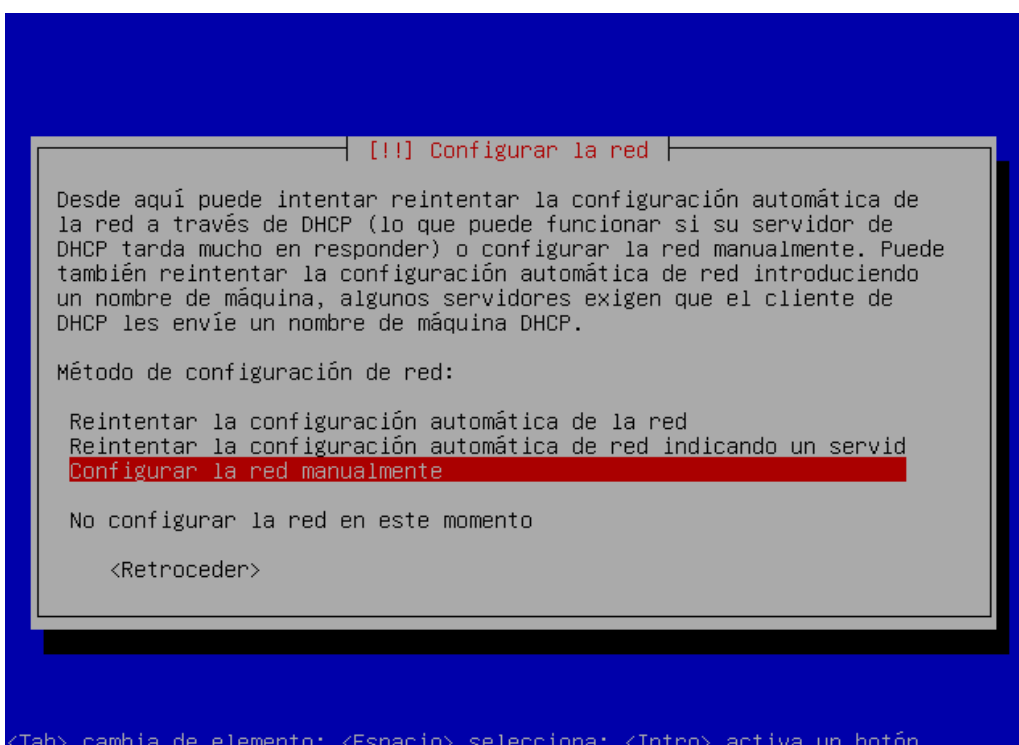 [!!] Configurar la red
Desde aquí puede intentar reintentar la configuración automática de
la red a través de DHCP (lo que puede funcionar si su servidor de
DHCP tarda mucho en responder) o configurar la red manualmente. Puede
también reintentar la configuración automática de red introduciendo
un nombre de máquina, algunos servidores exigen que el cliente de
DHCP les envíe un nombre de máquina DHCP.
Método de configuración de red:
Reintentar la configuración automática de la red
Reintentar la configuración automática de red indicando un servid
Configurar la red manualmente
No configurar la red en este momento
<Retroceder>
<Tab> cambia de elemento; <Espacio> selecciona; <Intro> activa un botón